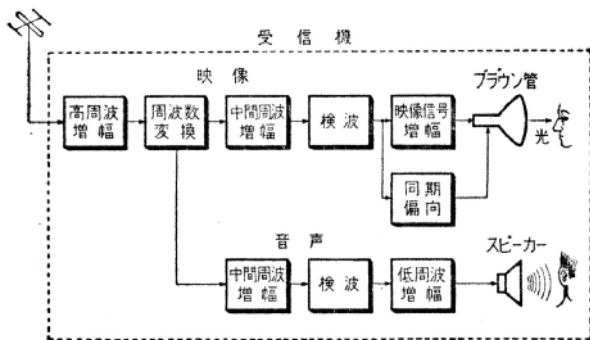 受信機
映像
高周波
増幅
周波数
変換
中間周波
増幅
検波
映像信号
増幅
ブラウン管
光
同期
偏向
音声
中間周波
増幅
検波
低周波
増幅
スピーカー